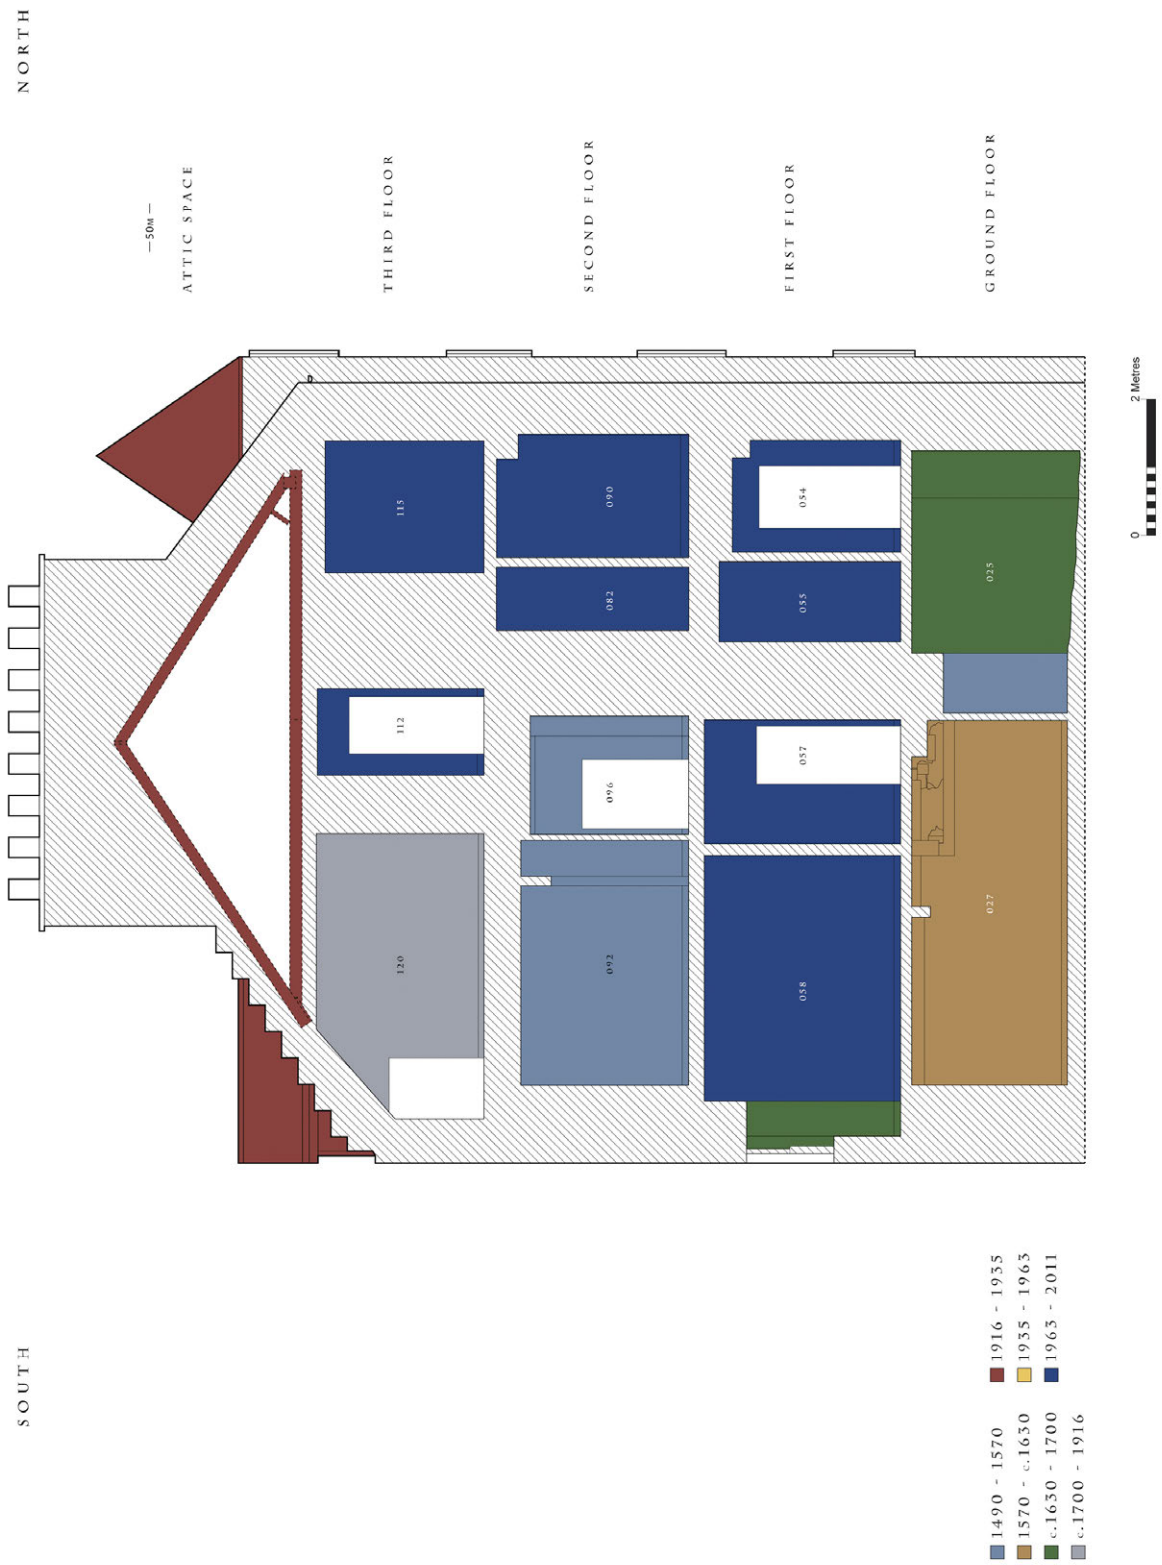 SOUTH
NORTH
—50M—
ATTIC SPACE
THIRD FLOOR
SECOND FLOOR
FIRST FLOOR
GROUND FLOOR
120
112
115
092
096
082
090
058
057
055
054
027
025
1490 - 1570
1570 - c.1630
c.1630 - 1700
c.1700 - 1916
1916 - 1935
1935 - 1963
1963 - 2011
0
2 Metres